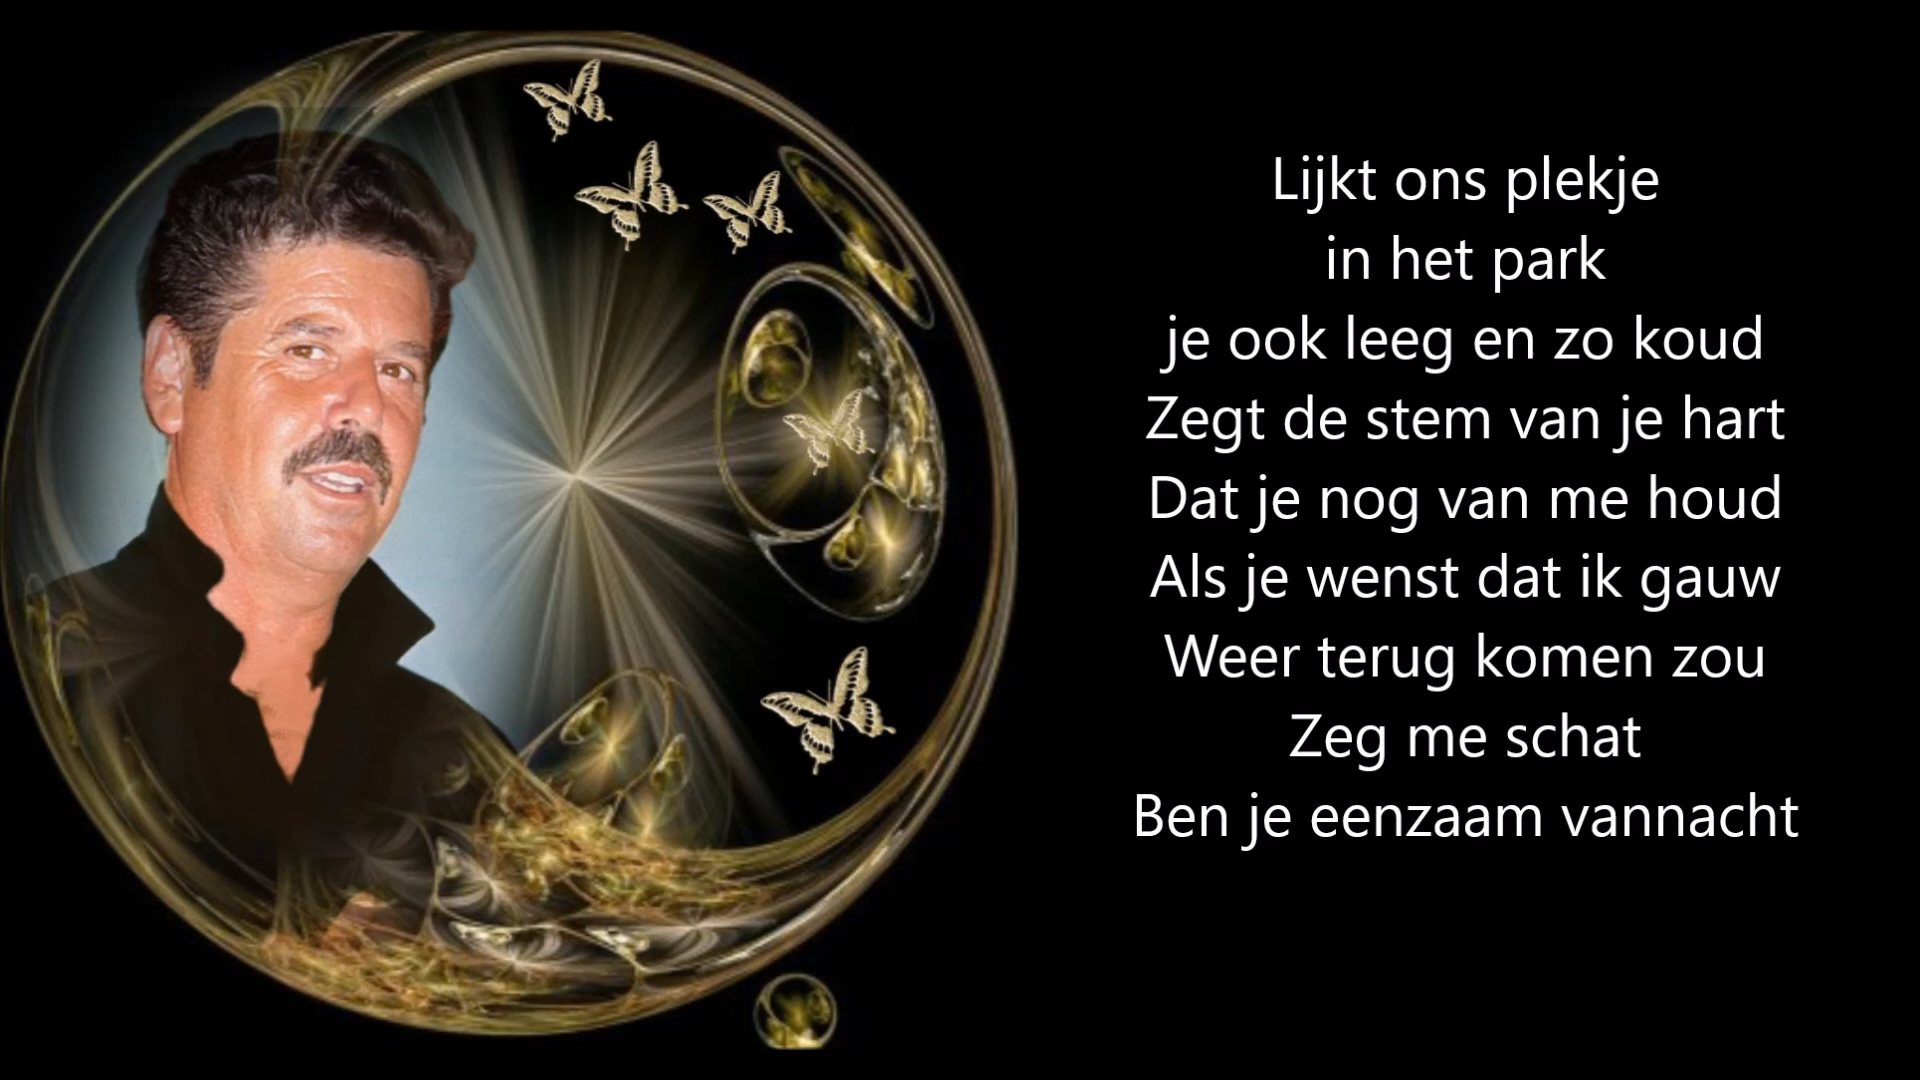 Lijkt ons plekje
in het park
je ook leeg en zo koud
Zegt de stem van je hart
Dat je nog van me houd
Als je wenst dat ik gauw
Weer terug komen zou
Zeg me schat
Ben je eenzaam vannacht